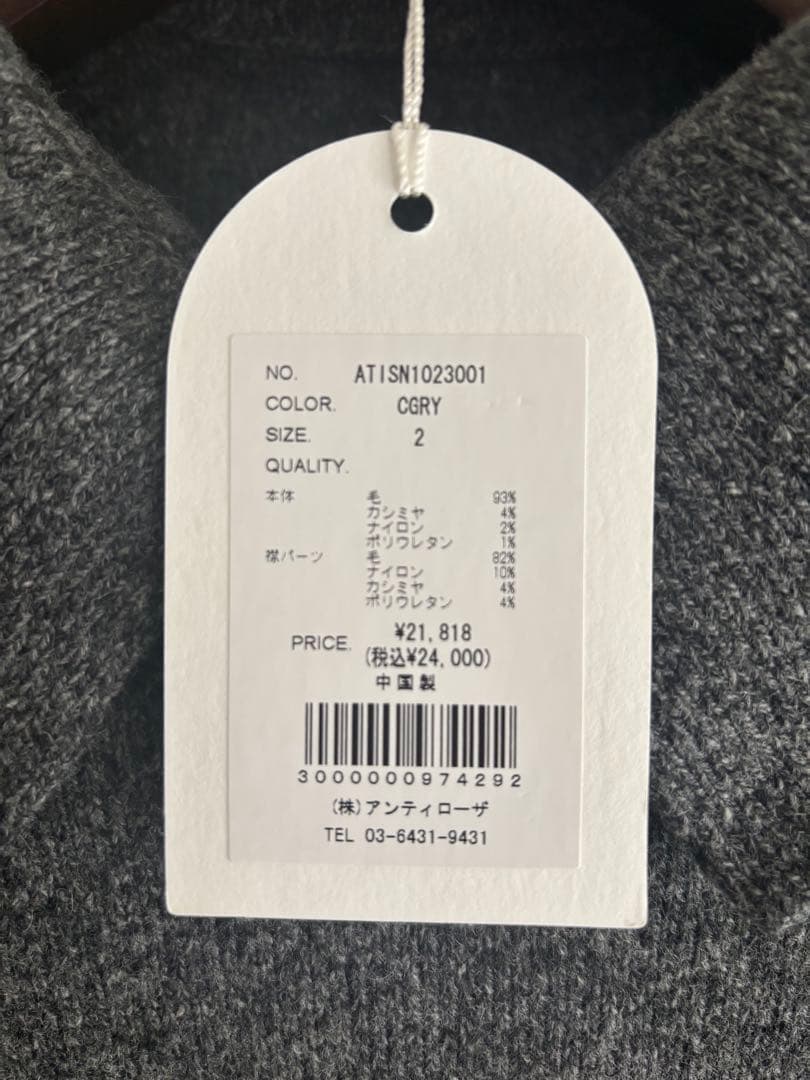 NO. ATISN1023001
COLOR. CGRY
SIZE. 2
QUALITY.
本体 毛 93%
カシミヤ 4%
ナイロン 2%
ポリウレタン 1%
襟パーツ 毛 82%
ナイロン 10%
カシミヤ 4%
ポリウレタン 4%
PRICE. ¥21,818
(税込¥24,000)
中国製
3000000974292
(株)アンティローザ
TEL 03-6431-9431